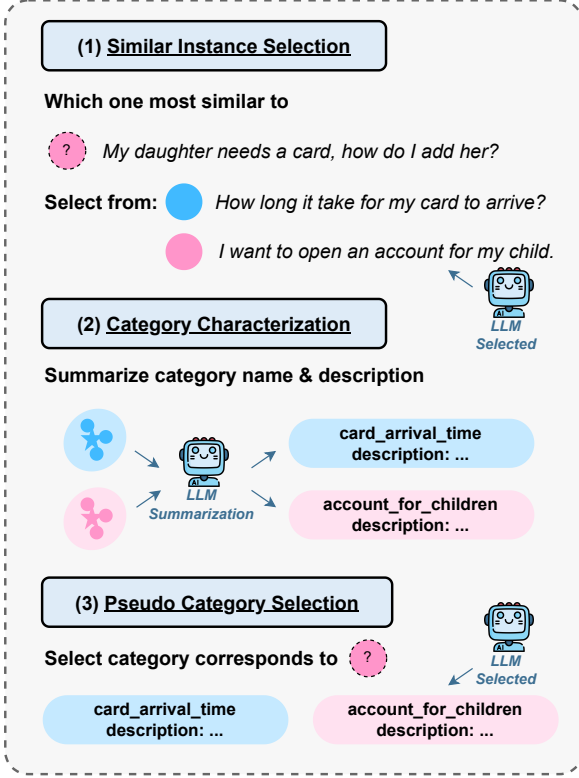 (1) Similar Instance Selection
Which one most similar to
? My daughter needs a card, how do I add her?
Select from: How long it take for my card to arrive?
I want to open an account for my child.
AI
LLM
Selected
(2) Category Characterization
Summarize category name & description
card_arrival_time
description: ...
AI
LLM
Summarization
account_for_children
description: ...
(3) Pseudo Category Selection
Select category corresponds to ?
AI
LLM
Selected
card_arrival_time
description: ...
account_for_children
description: ...